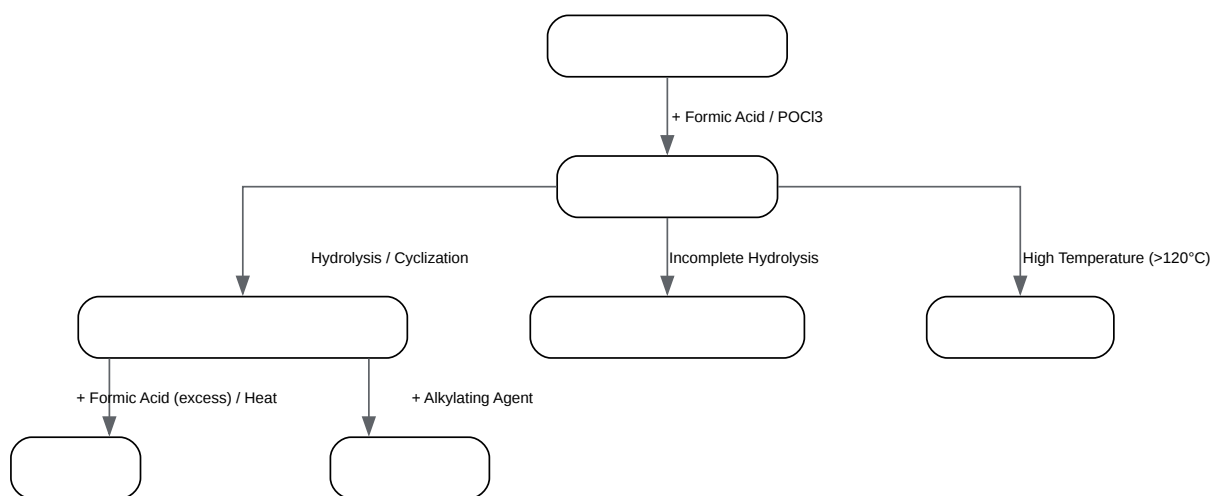 + Formic Acid / POCl3
Hydrolysis / Cyclization
Incomplete Hydrolysis
High Temperature (>120°C)
+ Formic Acid (excess) / Heat
+ Alkylating Agent